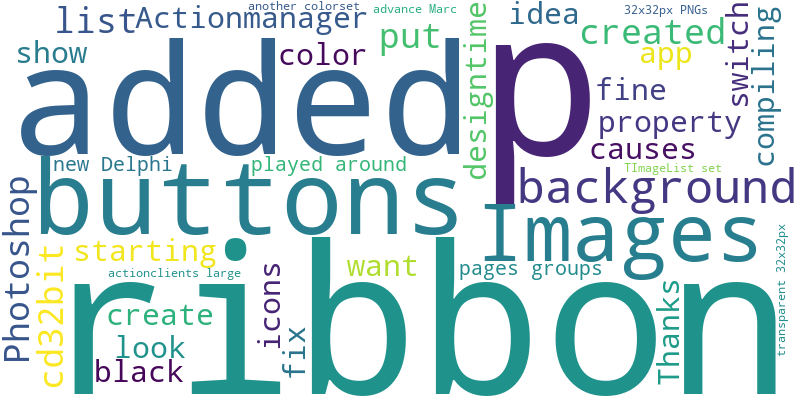 another colorset
advance Marc
32x32px PNGs
list
Actionmanager
idea
put
created
show
color
app
switch
compiling
added
p
designtime
fine
property
causes
new Delphi
played around
TImageList set
buttons
background
Images
Photoshop
cd32bit
starting
want
pages groups
actionclients large
transparent 32x32px
ribbon
icons
create
fix
look
black
Thanks